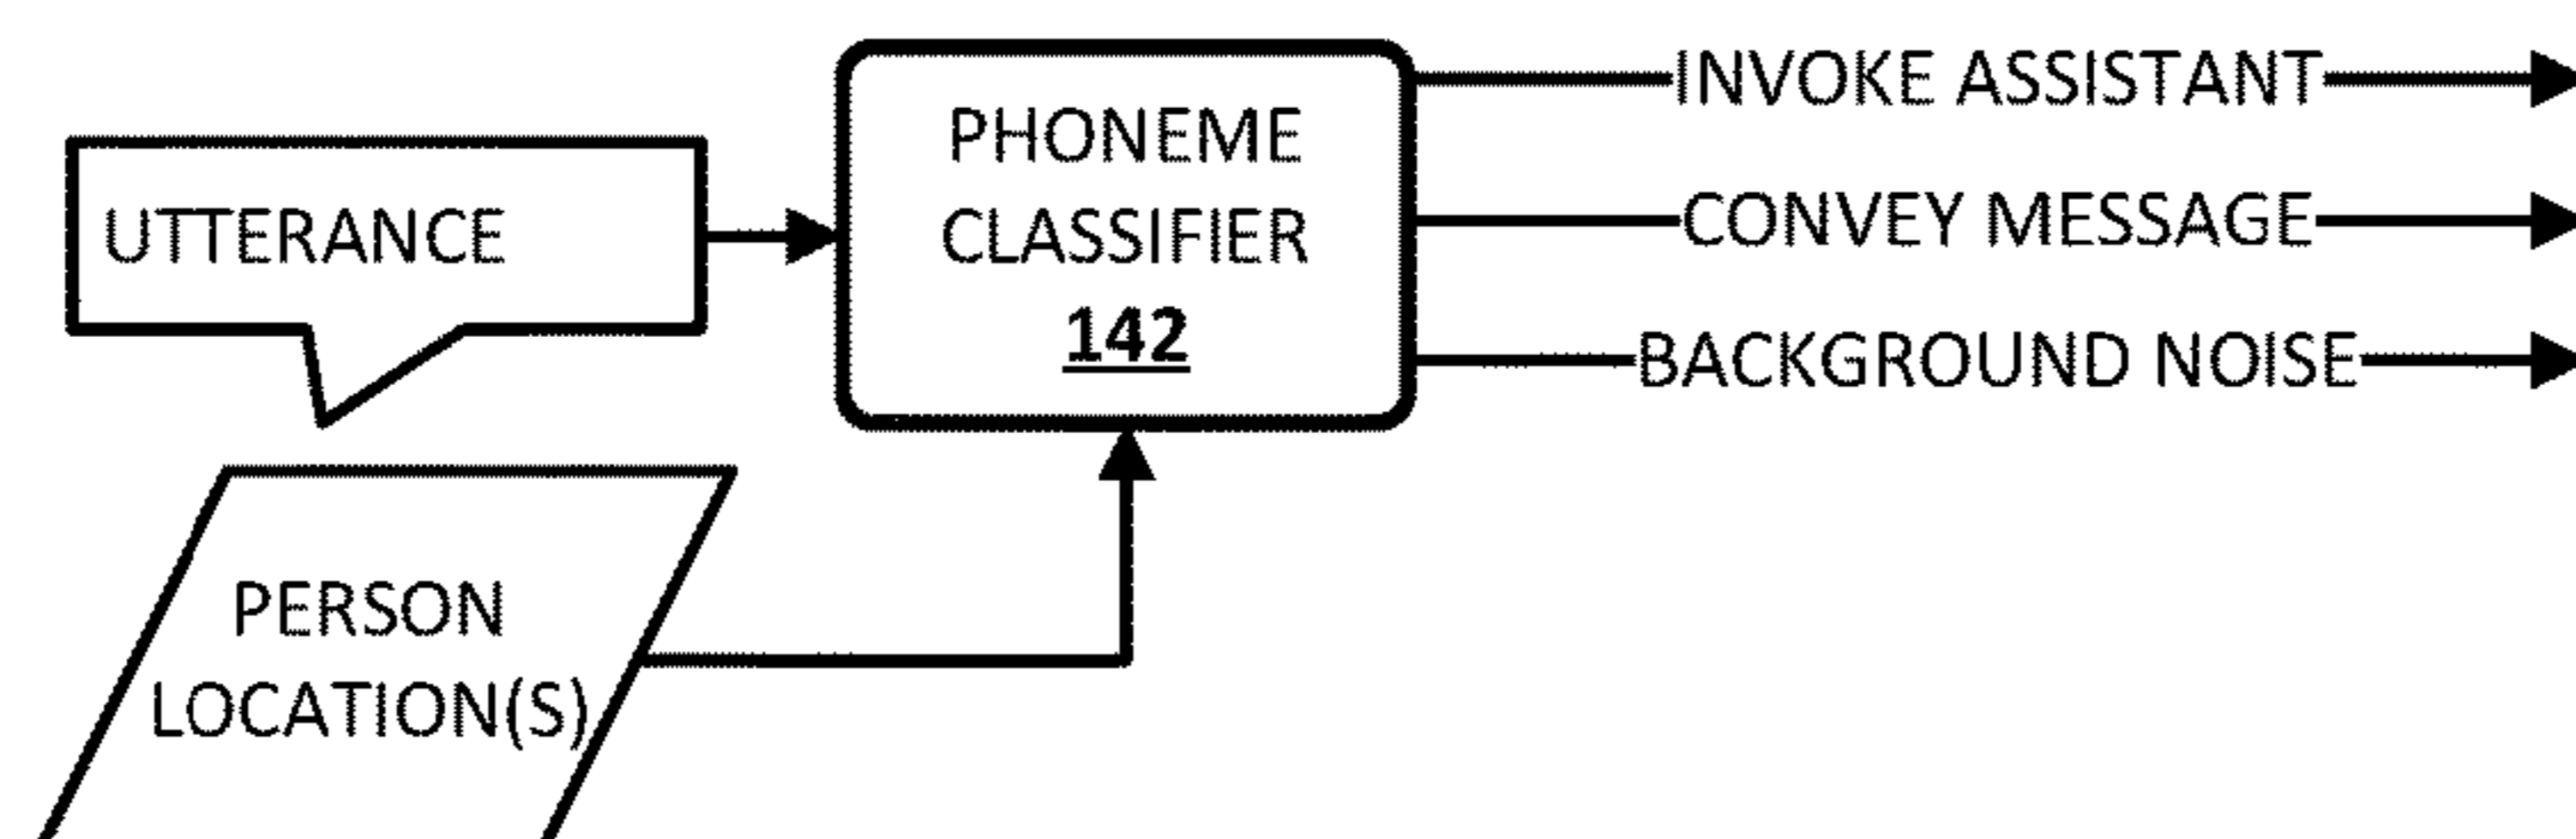 UTTERANCE
PHONEME
CLASSIFIER
142
INVOKE ASSISTANT
CONVEY MESSAGE
BACKGROUND NOISE
PERSON
LOCATION(S)